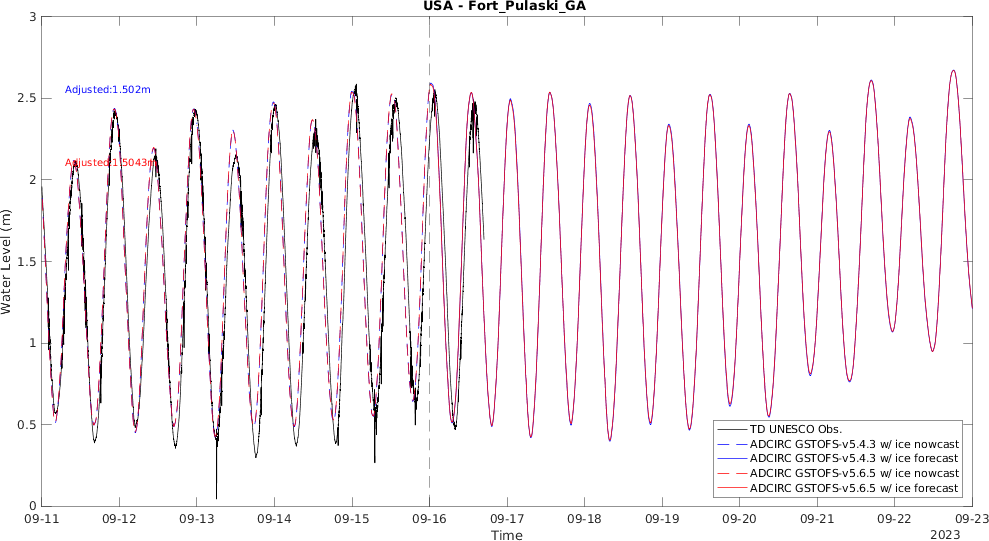 USA - Fort_Pulaski_GA
3
2.5
2
1.5
1
0.5
0
Water Level (m)
Adjusted:1.502m
Adjusted:1.5043m
TD UNESCO Obs.
ADCIRC GSTOFS-v5.4.3 w/ ice nowcast
ADCIRC GSTOFS-v5.4.3 w/ ice forecast
ADCIRC GSTOFS-v5.6.5 w/ ice nowcast
ADCIRC GSTOFS-v5.6.5 w/ ice forecast
09-11 09-12 09-13 09-14 09-15 09-16 09-17 09-18 09-19 09-20 09-21 09-22 09-23
Time
2023